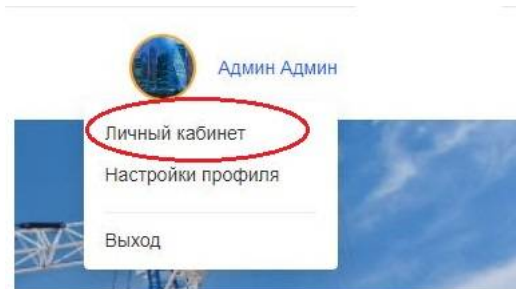 Админ Админ
Личный кабинет
Настройки профиля
Выход